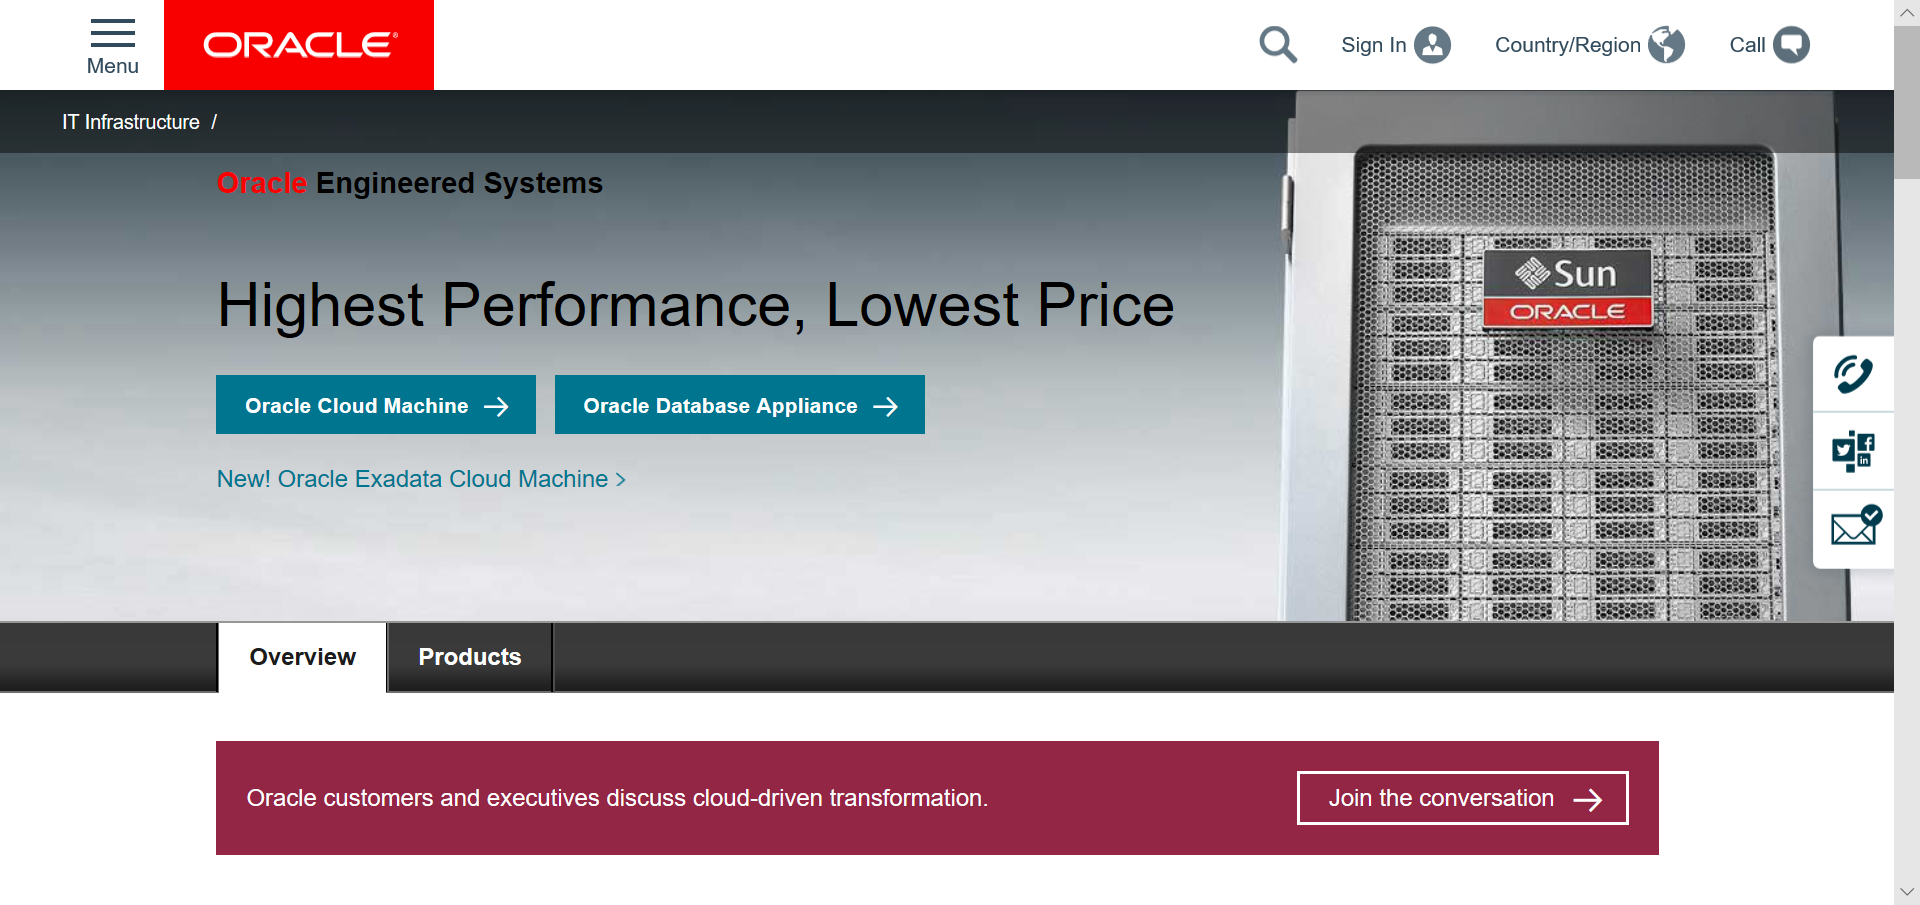 Menu
ORACLE®
Sign In
Country/Region
Call
IT Infrastructure /
Oracle Engineered Systems
Highest Performance, Lowest Price
Oracle Cloud Machine
Oracle Database Appliance
New! Oracle Exadata Cloud Machine >
Sun
ORACLE
Overview
Products
Oracle customers and executives discuss cloud-driven transformation.
Join the conversation